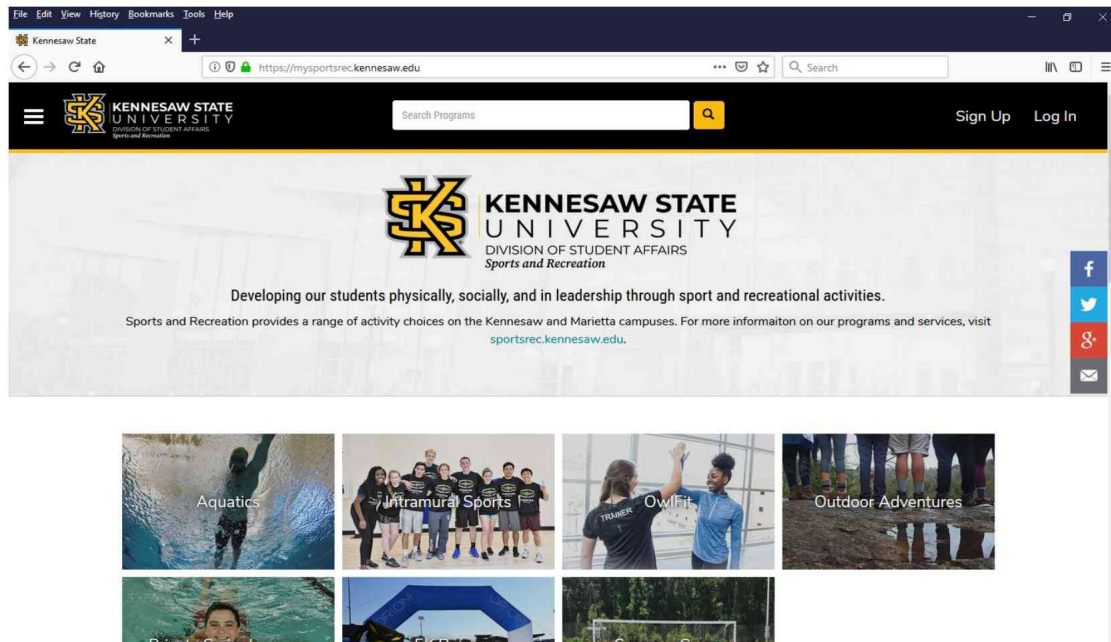 File Edit View History Bookmarks Tools Help
Kennesaw State
https://mysportsrec.kennesaw.edu
Search
KENNESAW STATE
UNIVERSITY
DIVISION OF STUDENT AFFAIRS
Sports and Recreation
Search Programs
Sign Up Log In
KENNESAW STATE
UNIVERSITY
DIVISION OF STUDENT AFFAIRS
Sports and Recreation
Developing our students physically, socially, and in leadership through sport and recreational activities.
Sports and Recreation provides a range of activity choices on the Kennesaw and Marietta campuses. For more informaiton on our programs and services, visit
sportsrec.kennesaw.edu.
Aquatics
Intramural Sports
TRAINER
OwlFit
Outdoor Adventures